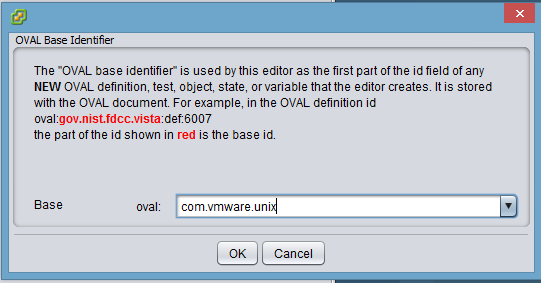 OVAL Base Identifier
The "OVAL base identifier" is used by this editor as the first part of the id field of any
NEW OVAL definition, test, object, state, or variable that the editor creates. It is stored
with the OVAL document. For example, in the OVAL definition id
oval:gov.nist.fdcc.vista:def:6007
the part of the id shown in red is the base id.
Base oval: com.vmware.unix
OK Cancel